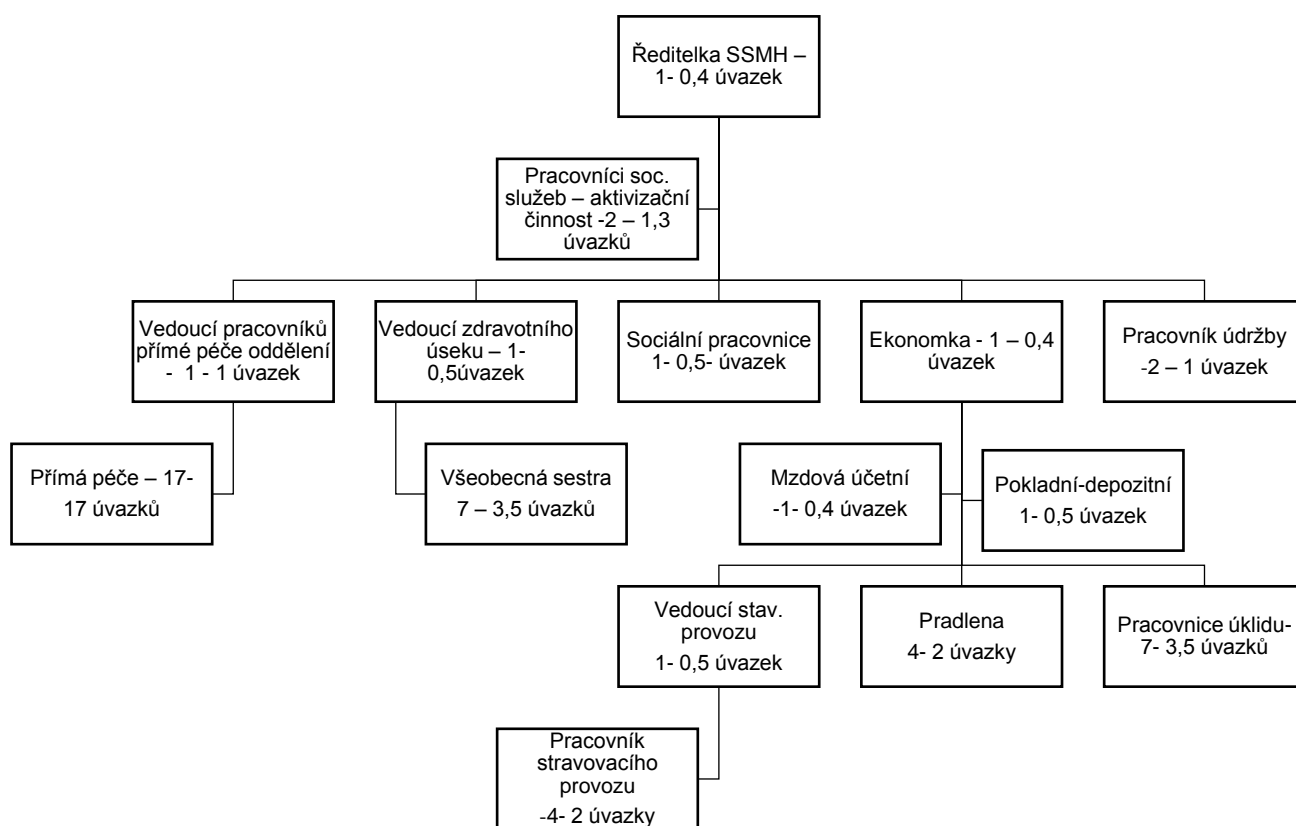 Ředitelka SSMH –
1- 0,4 úvazek
Pracovníci soc.
služeb – aktivizační
činnost -2 – 1,3
úvazků
Vedoucí pracovníků
přímé péče oddělení
- 1 - 1 úvazek
Vedoucí zdravotního
úseku – 1-
0,5úvazek
Sociální pracovnice
1- 0,5- úvazek
Ekonomka - 1 – 0,4
úvazek
Pracovník údržby
-2 – 1 úvazek
Přímá péče – 17-
17 úvazků
Všeobecná sestra
7 – 3,5 úvazků
Mzdová účetní
-1- 0,4 úvazek
Pokladní-depozitní
1- 0,5 úvazek
Vedoucí stav.
provozu
1- 0,5 úvazek
Pradlena
4- 2 úvazky
Pracovnice úklidu-
7- 3,5 úvazků
Pracovník
stravovacího
provozu
-4- 2 úvazky